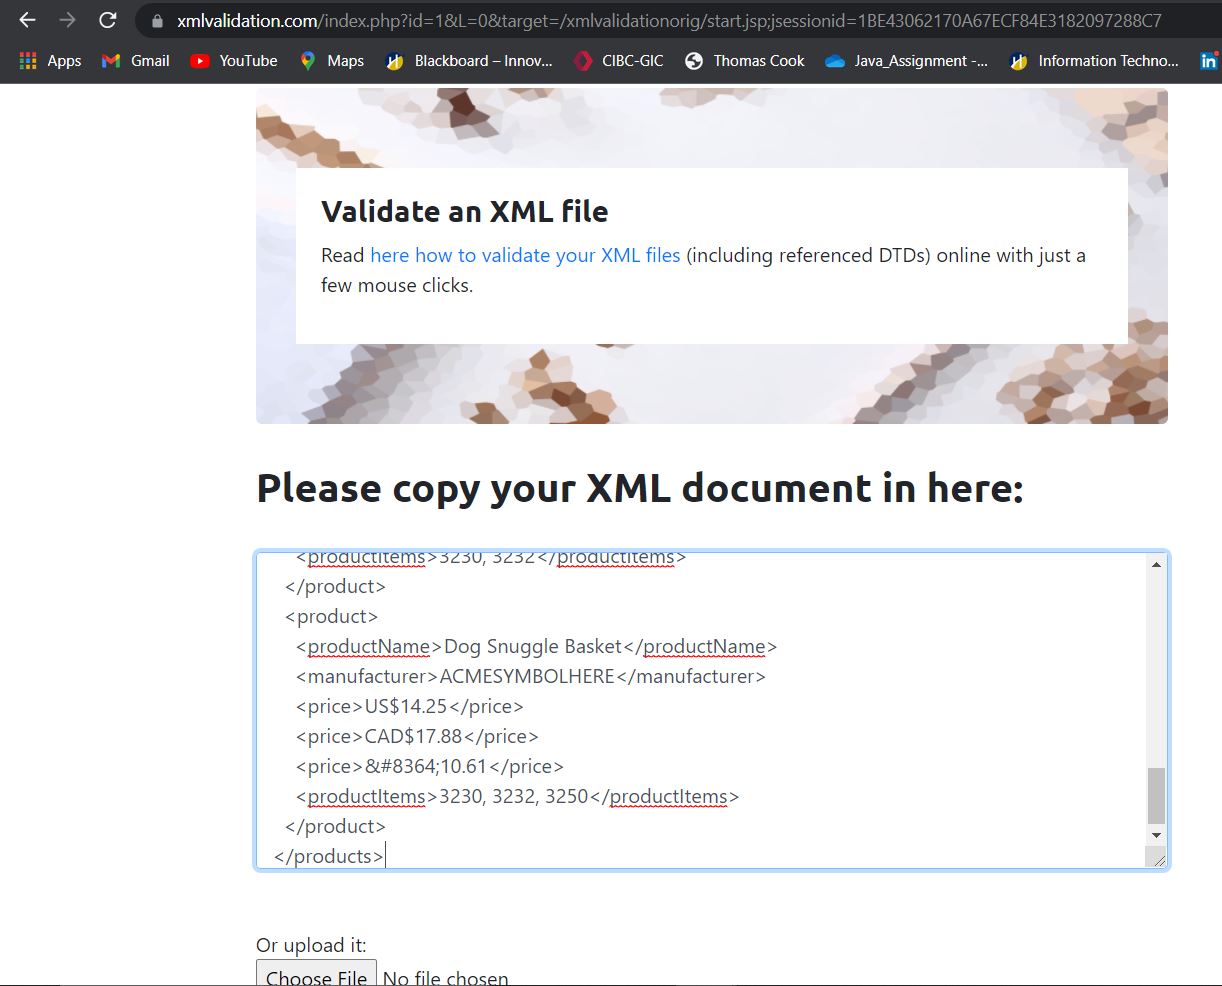 xmlvalidation.com/index.php?id=1&L=0&target=/xmlvalidationorig/start.jsp;jsessionid=1BE43062170A67ECF84E3182097288C7
Apps Gmail YouTube Maps Blackboard – Innov... CIBC-GIC Thomas Cook Java_Assignment -... Information Techno... in
Validate an XML file
Read here how to validate your XML files (including referenced DTDs) online with just a
few mouse clicks.
Please copy your XML document in here:
<productItems>3230, 3232</productItems>
</product>
<product>
<productName>Dog Snuggle Basket</productName>
<manufacturer>ACMESYMBOLHERE</manufacturer>
<price>US$14.25</price>
<price>CAD$17.88</price>
<price>&#8364;10.61</price>
<productItems>3230, 3232, 3250</productItems>
</product>
</products>
Or upload it:
Choose File No file chosen